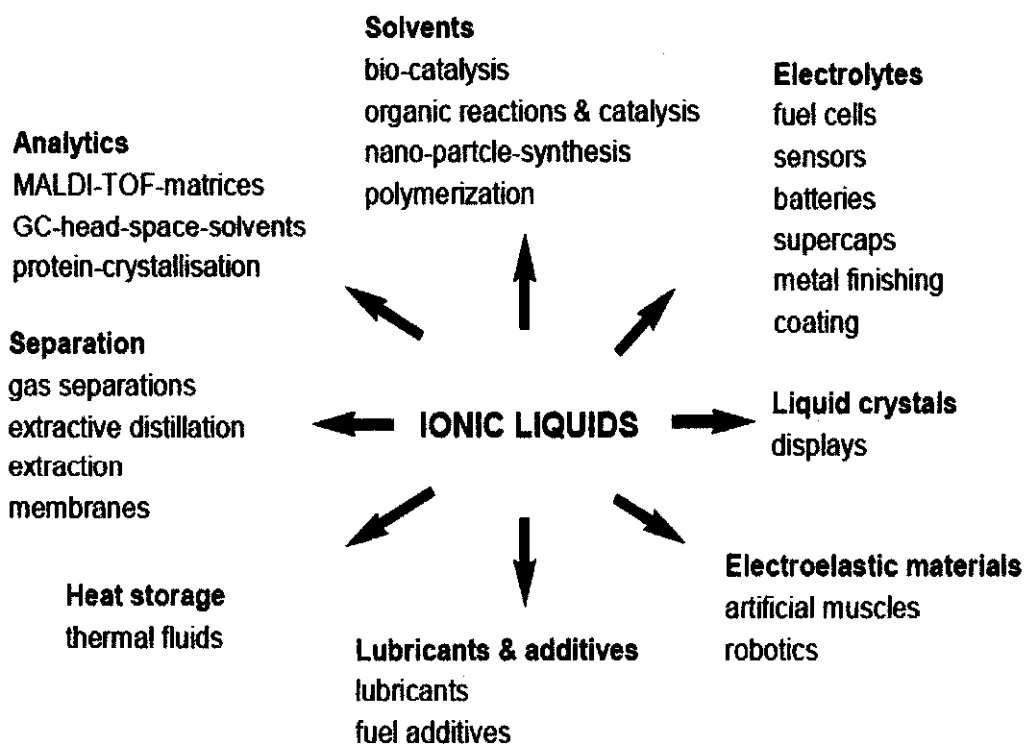 Solvents
bio-catalysis
organic reactions & catalysis
nano-partcle-synthesis
polymerization
Electrolytes
fuel cells
sensors
batteries
supercaps
metal finishing
coating
Analytics
MALDI-TOF-matrices
GC-head-space-solvents
protein-crystallisation
Separation
gas separations
extractive distillation
extraction
membranes
IONIC LIQUIDS
Liquid crystals
displays
Heat storage
thermal fluids
Lubricants & additives
lubricants
fuel additives
Electroelastic materials
artificial muscles
robotics